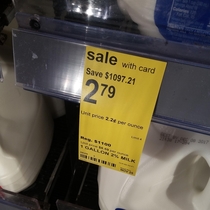 sale with card
Save $1097.21
2 79
Unit price 2.26 per ounce
Reg. $1100
1 GALLON 2% MILK